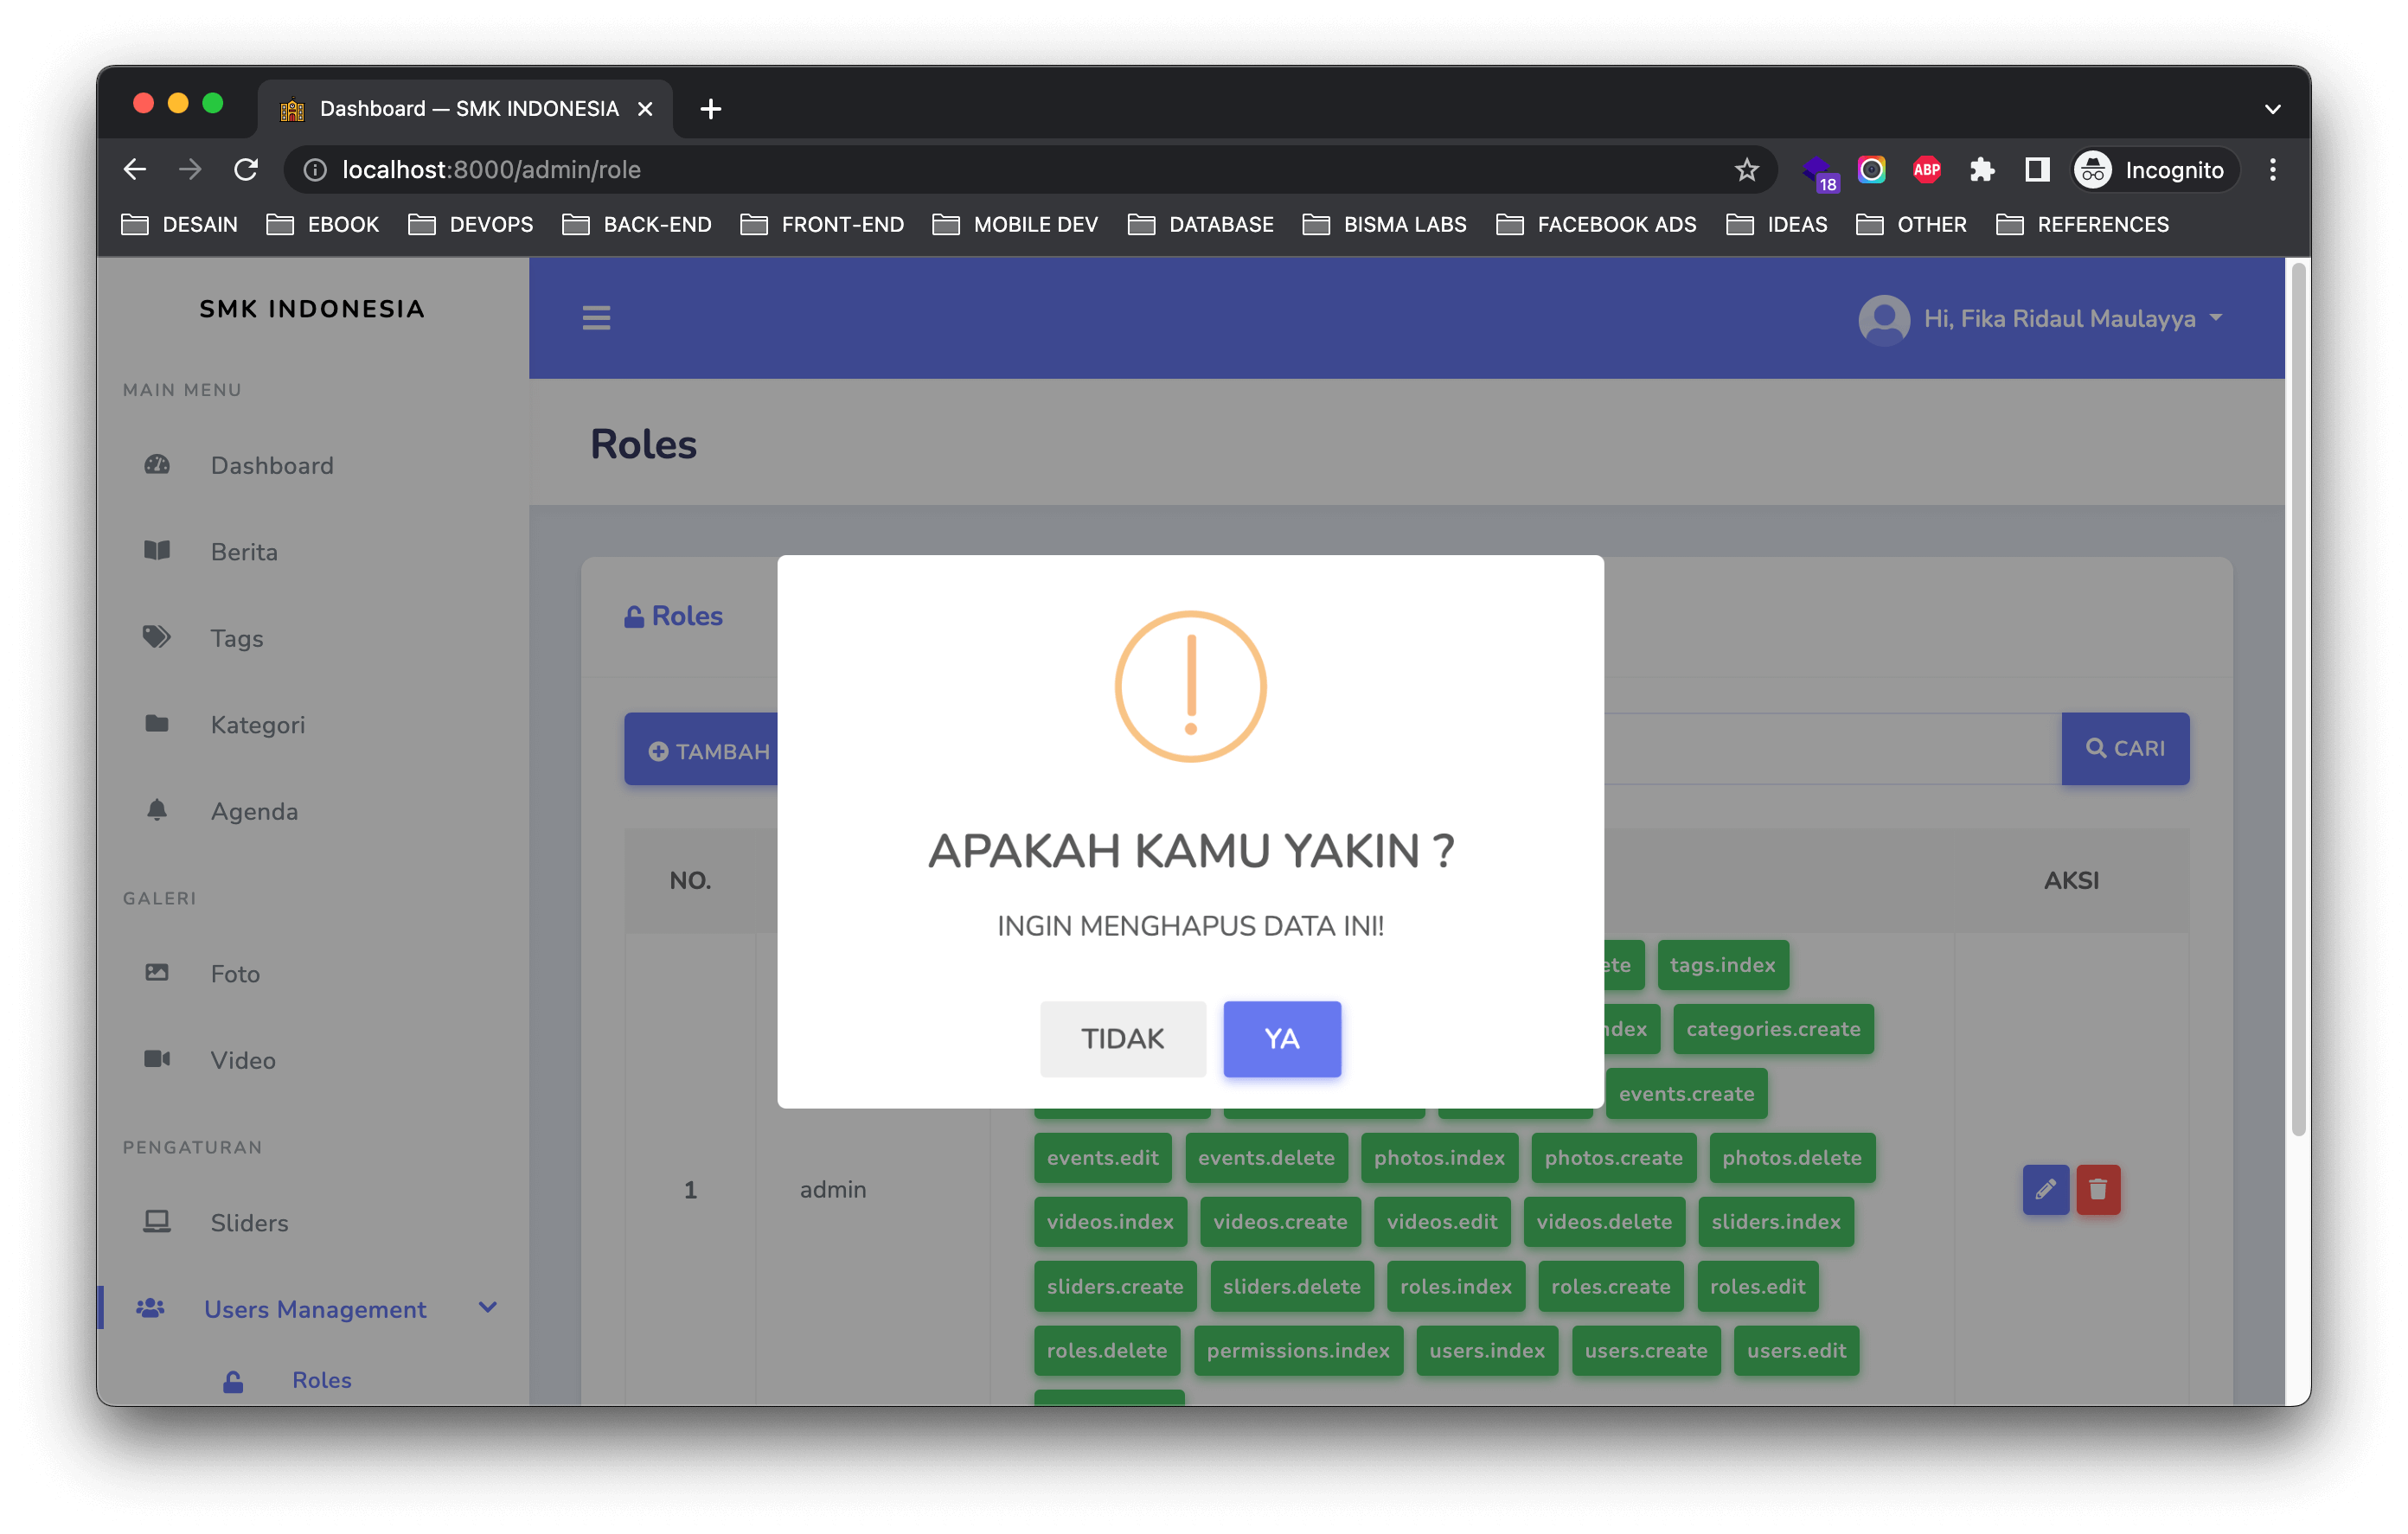 Dashboard — SMK INDONESIA
localhost:8000/admin/role
18
ABP
Incognito
DESAIN EBOOK DEVOPS BACK-END FRONT-END MOBILE DEV DATABASE BISMA LABS FACEBOOK ADS IDEAS OTHER REFERENCES
SMK INDONESIA
MAIN MENU
Dashboard
Berita
Tags
Kategori
Agenda
GALERI
Foto
Video
PENGATURAN
Sliders
Users Management
Roles
Hi, Fika Ridaul Maulayya
Roles
Roles
TAMBAH
CARI
NO.
AKSI
APAKAH KAMU YAKIN ?
INGIN MENGHAPUS DATA INI!
TIDAK YA
tags.index
categories.create
events.create
1
admin
events.edit events.delete photos.index photos.create photos.delete
videos.index videos.create videos.edit videos.delete sliders.index
sliders.create sliders.delete roles.index roles.create roles.edit
roles.delete permissions.index users.index users.create users.edit